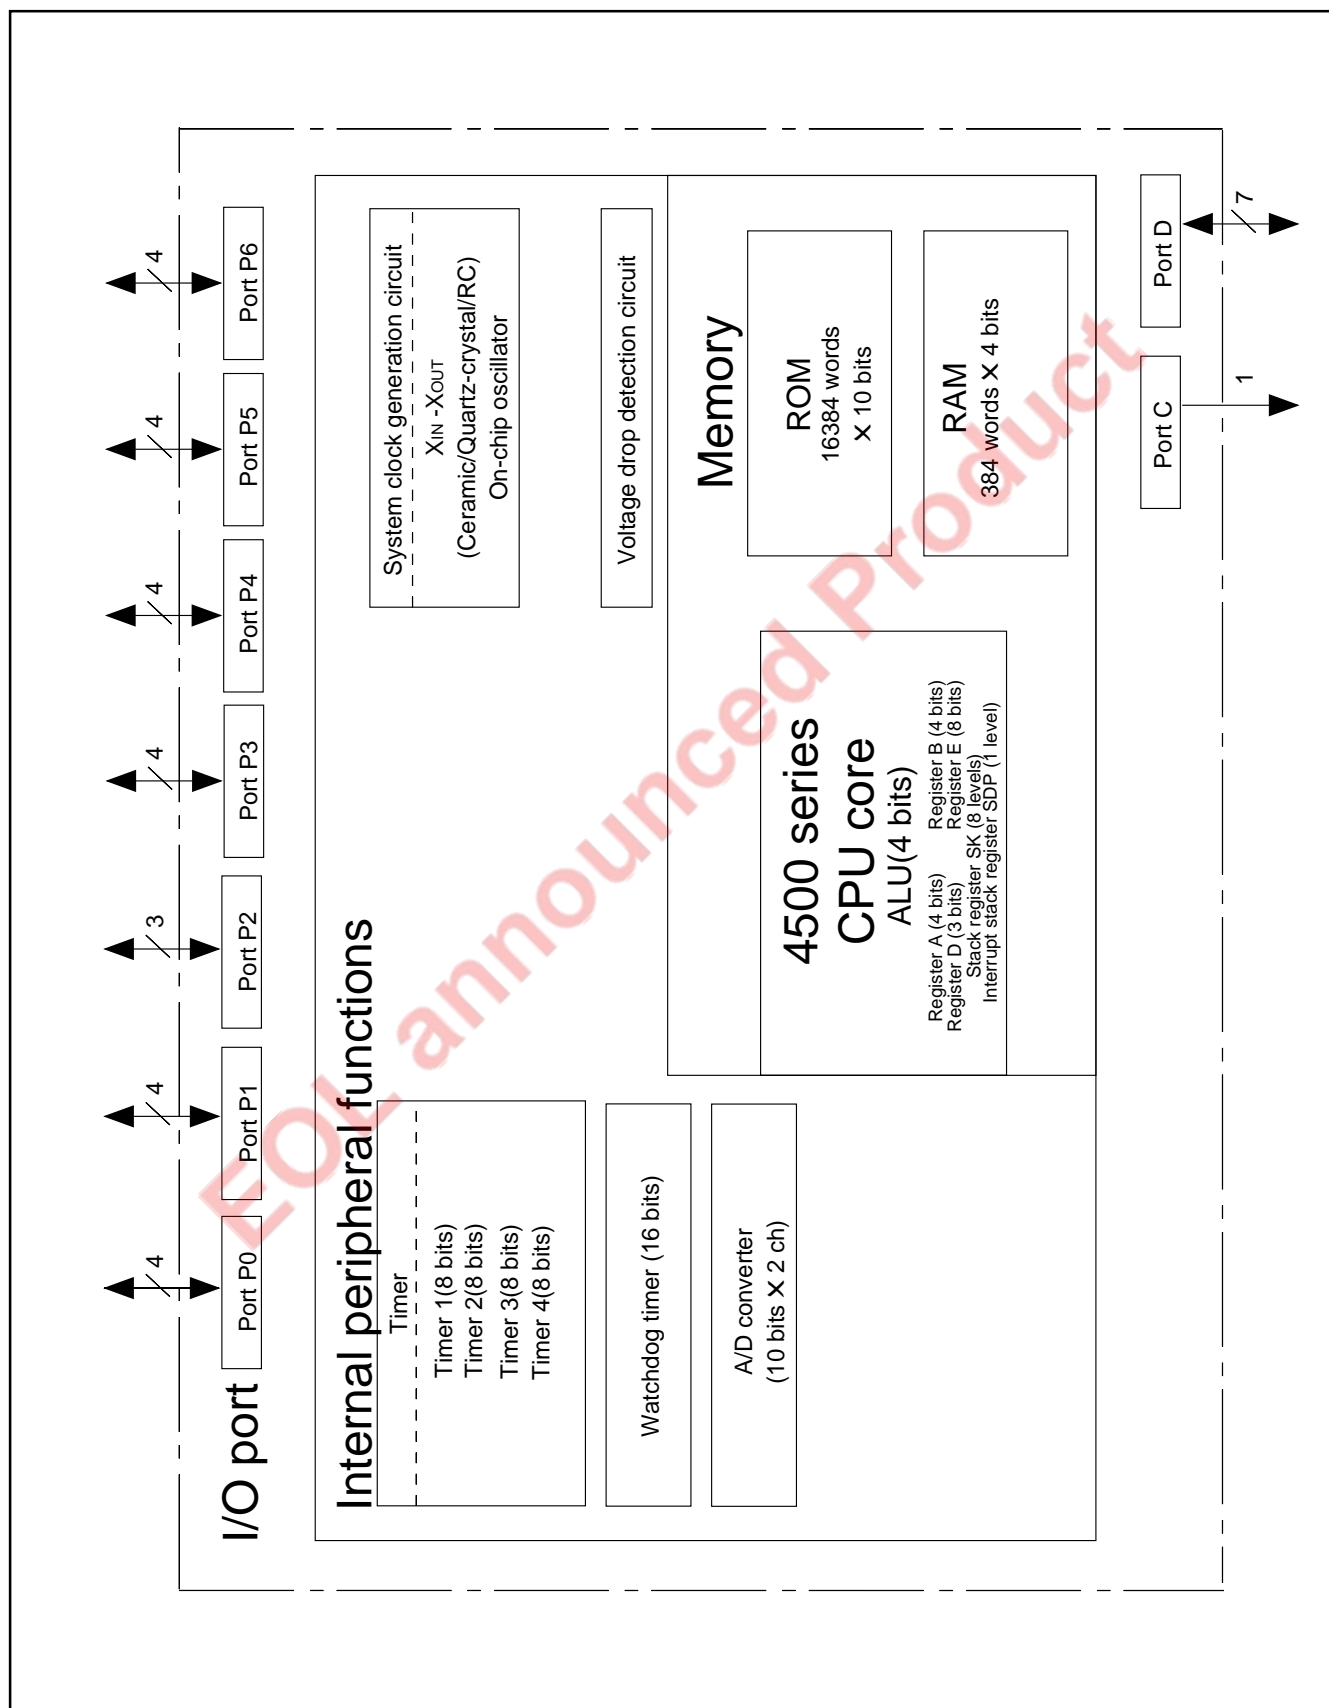 4
4
3
4
4
4
4
I/O port
Port P0
Port P1
Port P2
Port P3
Port P4
Port P5
Port P6
Internal peripheral functions
Timer
Timer 1(8 bits)
Timer 2(8 bits)
Timer 3(8 bits)
Timer 4(8 bits)
Watchdog timer (16 bits)
A/D converter
(10 bits ✕ 2 ch)
System clock generation circuit
XIN -XOUT
(Ceramic/Quartz-crystal/RC)
On-chip oscillator
Voltage drop detection circuit
Memory
ROM
16384 words
✕ 10 bits
RAM
384 words ✕ 4 bits
4500 series
CPU core
ALU(4 bits)
Register A (4 bits) Register B (4 bits)
Register D (3 bits) Register E (8 bits)
Stack register SK (8 levels)
Interrupt stack register SDP (1 level)
Port C
Port D
1
7
EOL announced Product